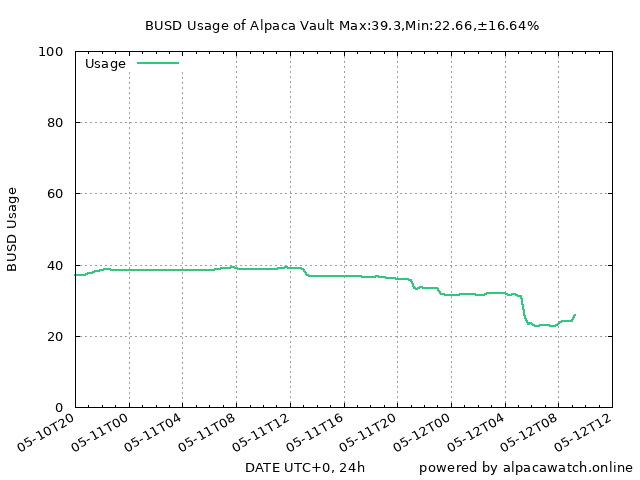 BUSD Usage of Alpaca Vault Max:39.3,Min:22.66,±16.64%
Usage
BUSD Usage
100
80
60
40
20
0
05-10T20
05-11T00
05-11T04
05-11T08
05-11T12
05-11T16
05-11T20
05-12T00
05-12T04
05-12T08
05-12T12
DATE UTC+0, 24h
powered by alpacawatch.online